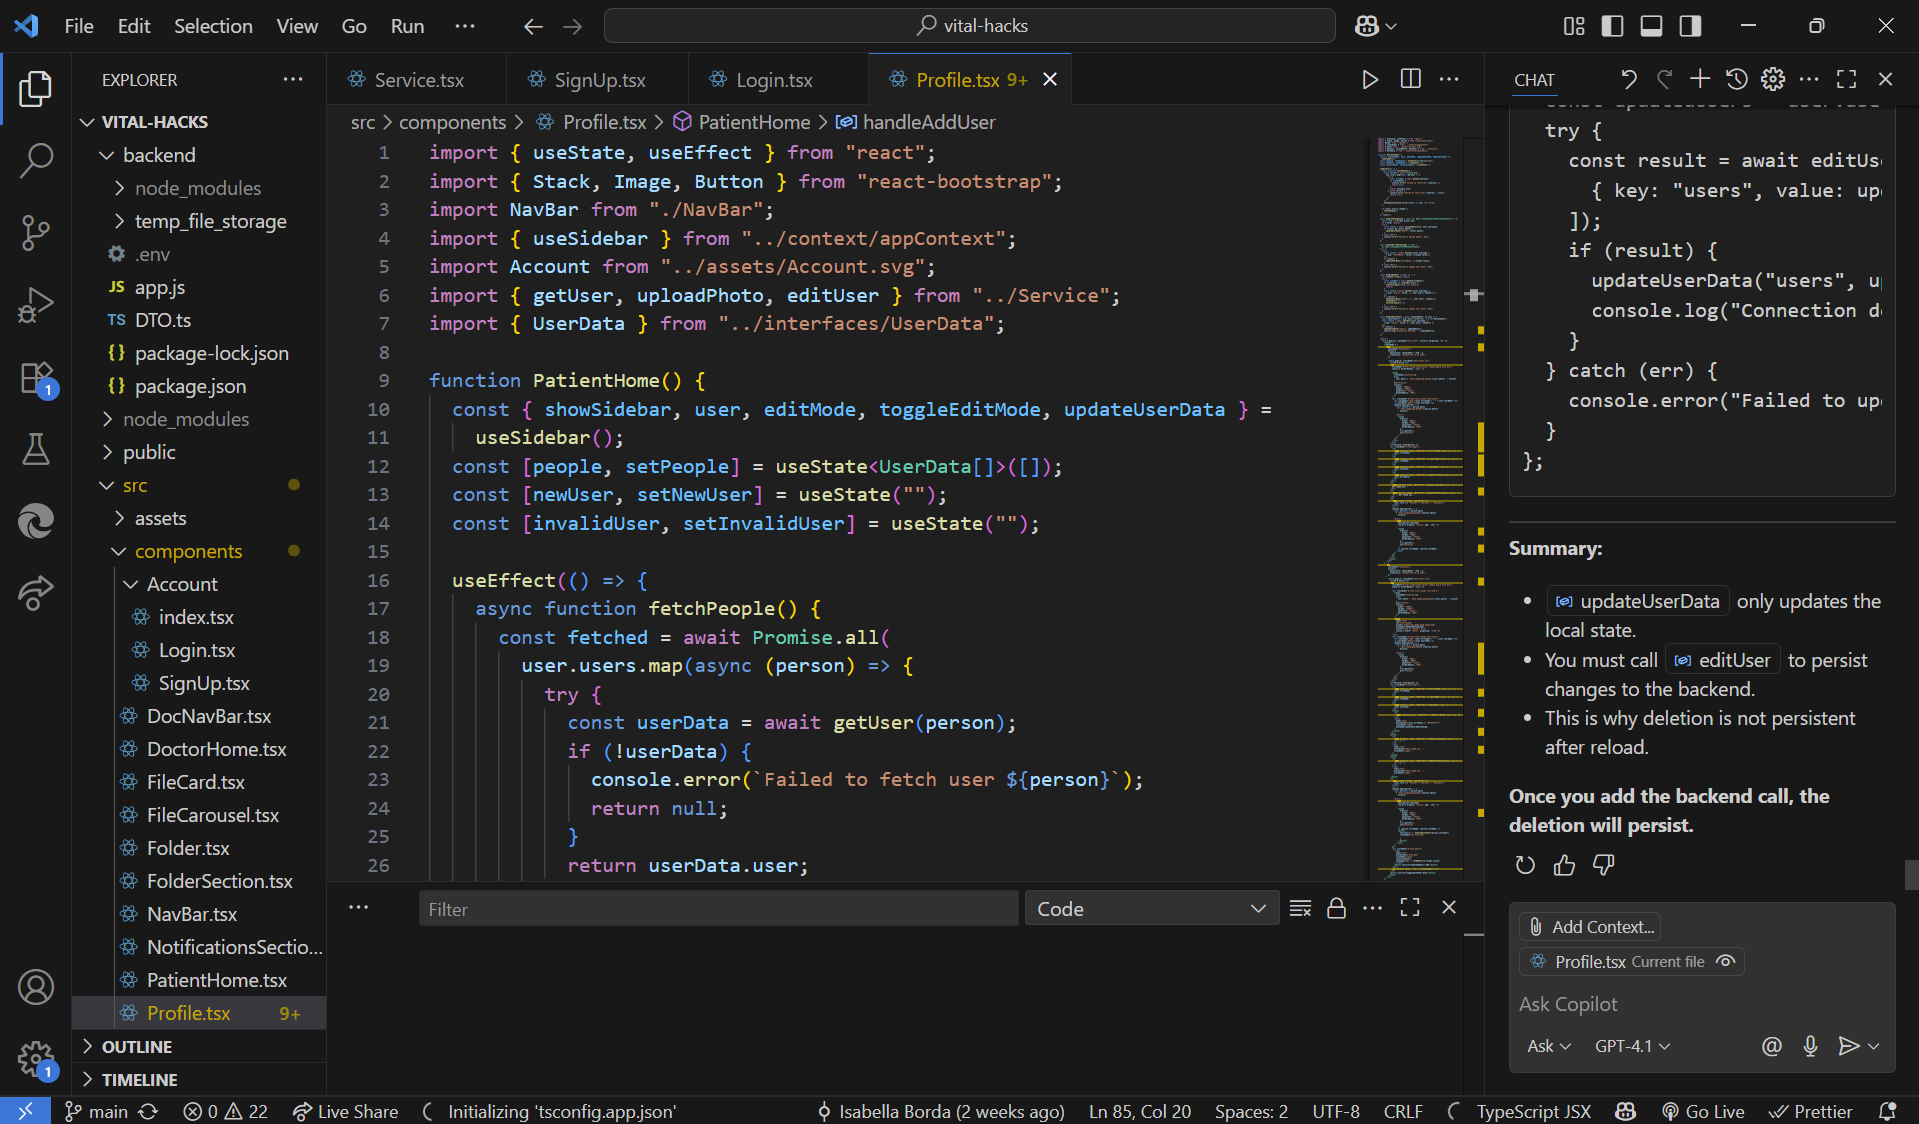 File Edit Selection View Go Run ···
vital-hacks
EXPLORER
VITAL-HACKS
backend
node_modules
temp_file_storage
.env
JS app.js
TS DTO.ts
{} package-lock.json
{} package.json
node_modules
public
src
assets
components
Account
index.tsx
Login.tsx
SignUp.tsx
DocNavBar.tsx
DoctorHome.tsx
FileCard.tsx
FileCarousel.tsx
Folder.tsx
FolderSection.tsx
NavBar.tsx
NotificationsSectio...
PatientHome.tsx
Profile.tsx 9+
OUTLINE
TIMELINE
1
1
Service.tsx SignUp.tsx Login.tsx Profile.tsx 9+
src > components > Profile.tsx > PatientHome > handleAddUser
1 import { useState, useEffect } from "react";
2 import { Stack, Image, Button } from "react-bootstrap";
3 import NavBar from "./NavBar";
4 import { useSidebar } from "../context/appContext";
5 import Account from "../assets/Account.svg";
6 import { getUser, uploadPhoto, editUser } from "../Service";
7 import { UserData } from "../interfaces/UserData";
8
9 function PatientHome() {
10 const { showSidebar, user, editMode, toggleEditMode, updateUserData } =
11 useSidebar();
12 const [people, setPeople] = useState<UserData[]>([]);
13 const [newUser, setNewUser] = useState("");
14 const [invalidUser, setInvalidUser] = useState("");
15
16 useEffect(() => {
17 async function fetchPeople() {
18 const fetched = await Promise.all(
19 user.users.map(async (person) => {
20 try {
21 const userData = await getUser(person);
22 if (!userData) {
23 console.error(`Failed to fetch user ${person}`);
24 return null;
25 }
26 return userData.user;
Filter
Code
CHAT
try {
const result = await editUs
{ key: "users", value: up
]);
if (result) {
updateUserData("users", u
console.log("Connection d
}
} catch (err) {
console.error("Failed to up
}
};
Summary:
• updateUserData only updates the
local state.
• You must call editUser to persist
changes to the backend.
• This is why deletion is not persistent
after reload.
Once you add the backend call, the
deletion will persist.
Add Context...
Profile.tsx Current file
Ask Copilot
Ask GPT-4.1
main 0 22 Live Share Initializing 'tsconfig.app.json' Isabella Borda (2 weeks ago) Ln 85, Col 20 Spaces: 2 UTF-8 CRLF TypeScript JSX Go Live Prettier